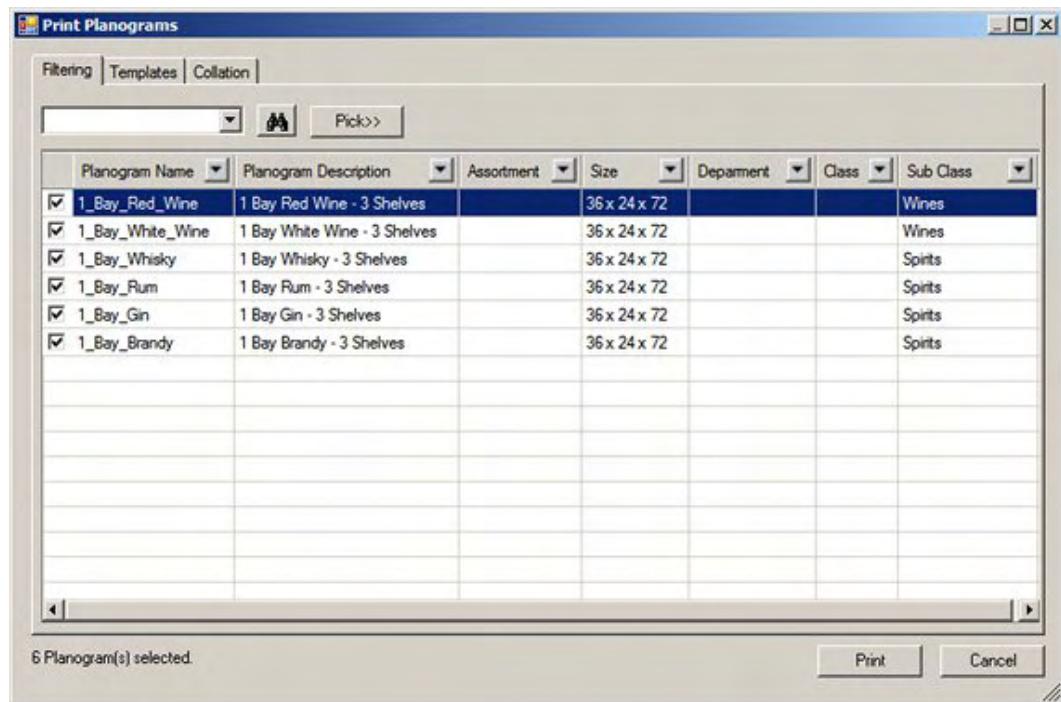 Print Planograms
Filtering Templates Collation
Pick>>
Planogram Name Planogram Description Assortment Size Deparment Class Sub Class
1_Bay_Red_Wine 1 Bay Red Wine - 3 Shelves 36 x 24 x 72 Wines
1_Bay_White_Wine 1 Bay White Wine - 3 Shelves 36 x 24 x 72 Wines
1_Bay_Whisky 1 Bay Whisky - 3 Shelves 36 x 24 x 72 Spirits
1_Bay_Rum 1 Bay Rum - 3 Shelves 36 x 24 x 72 Spirits
1_Bay_Gin 1 Bay Gin - 3 Shelves 36 x 24 x 72 Spirits
1_Bay_Brandy 1 Bay Brandy - 3 Shelves 36 x 24 x 72 Spirits
6 Planogram(s) selected. Print Cancel